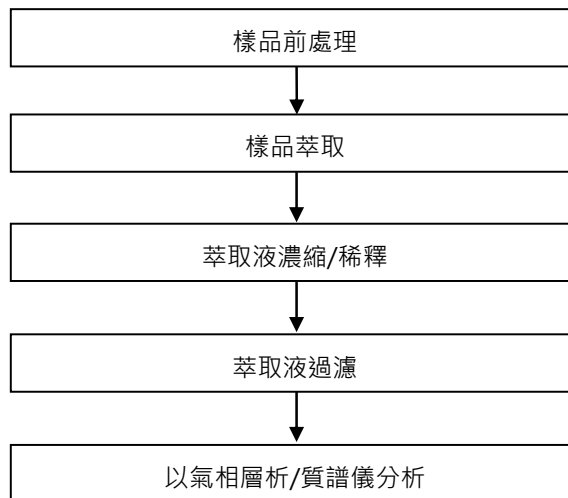 樣品前處理
樣品萃取
萃取液濃縮/稀釋
萃取液過濾
以氣相層析/質譜儀分析